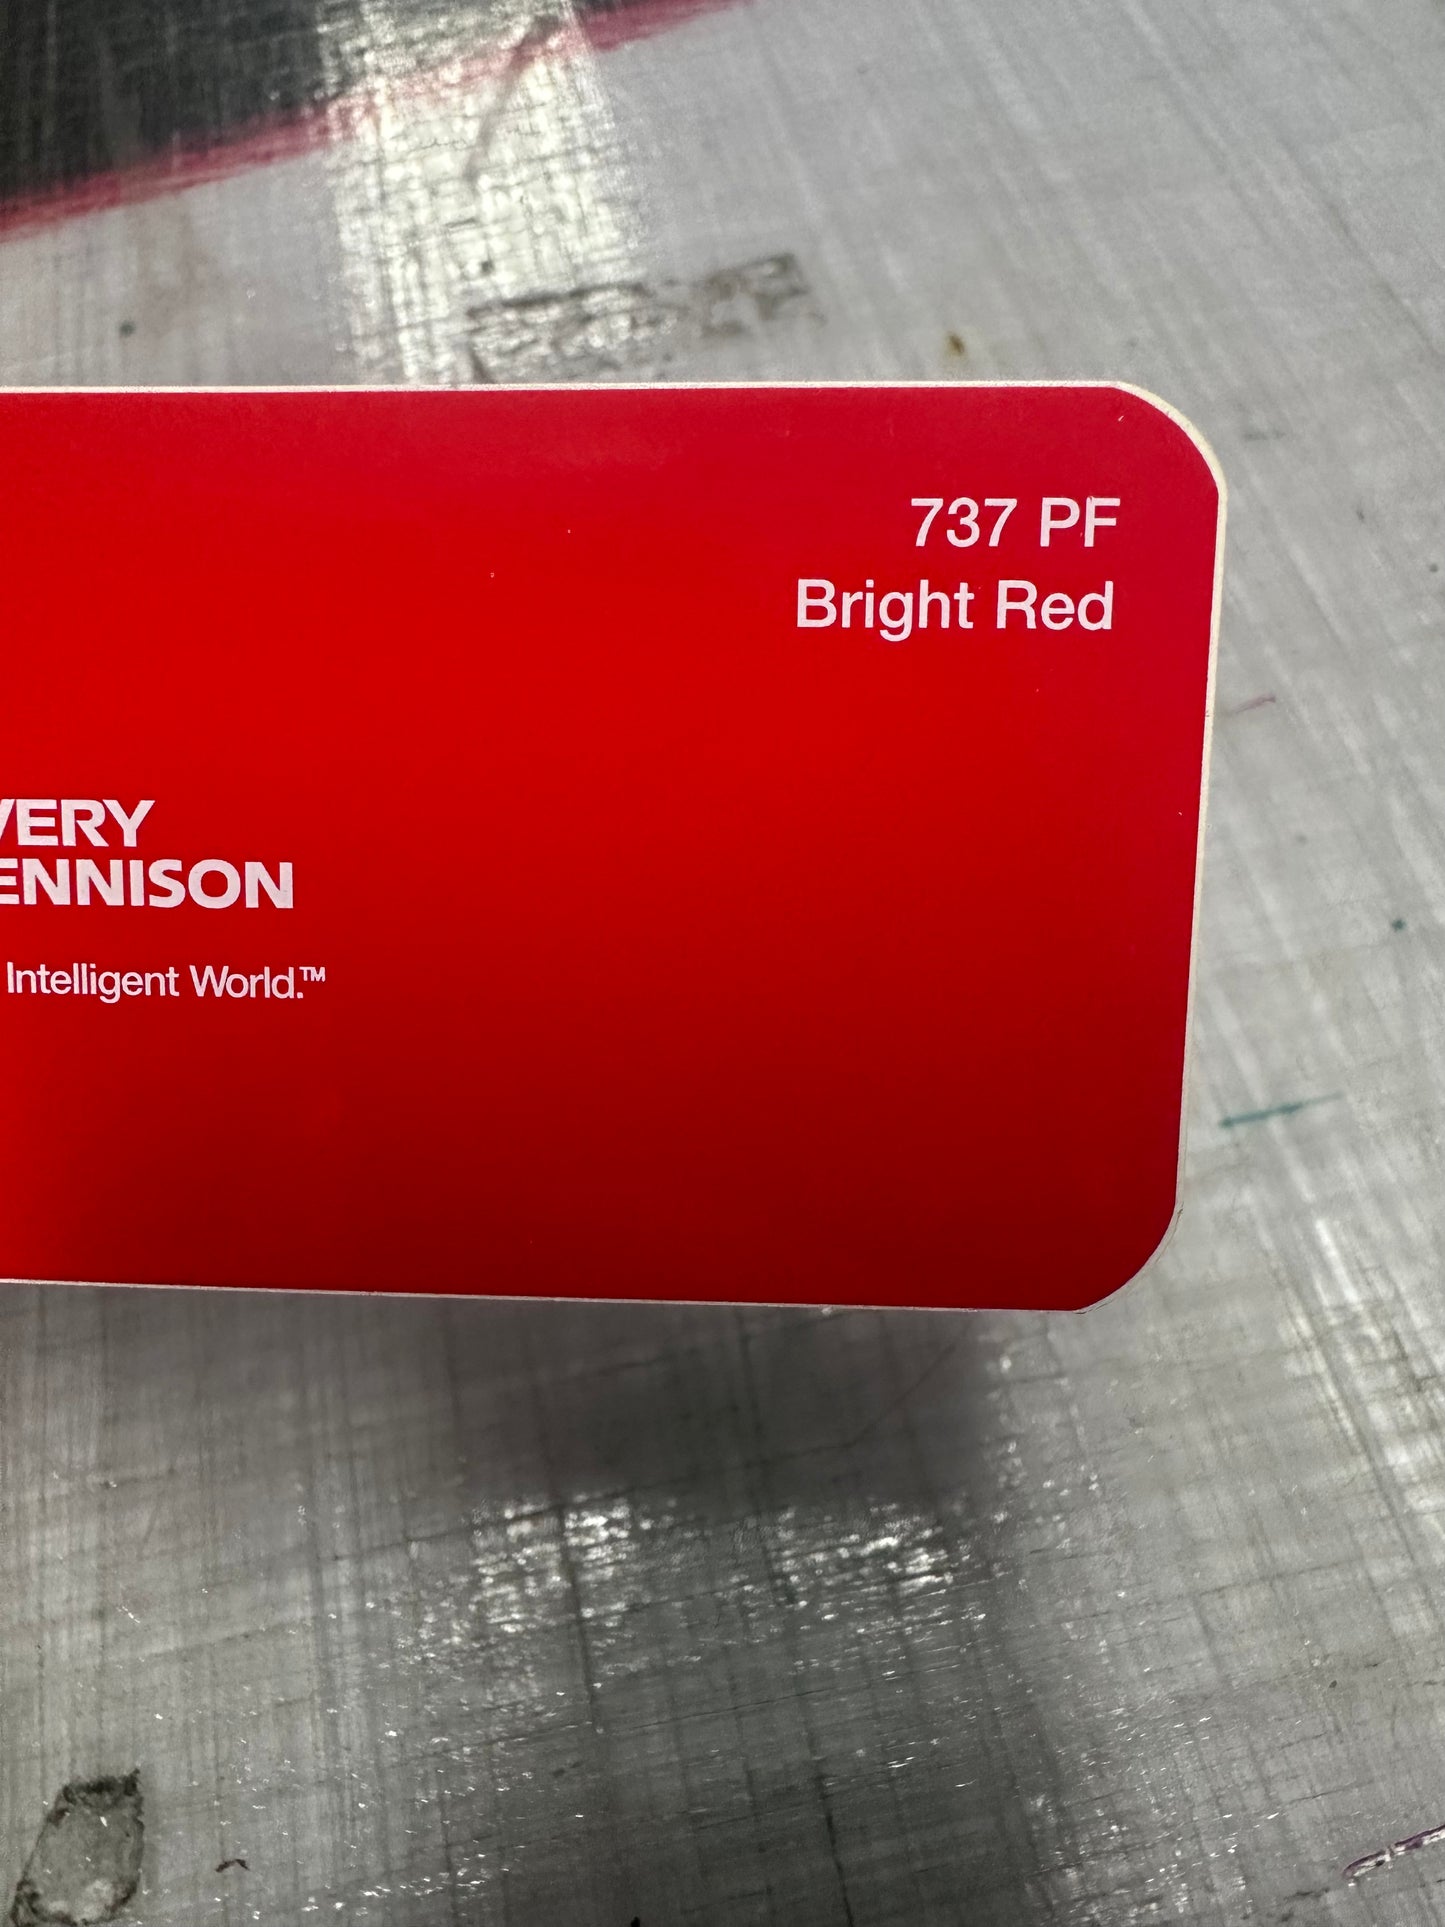 737 PF
Bright Red
VERY
ENNISON
Intelligent World.™